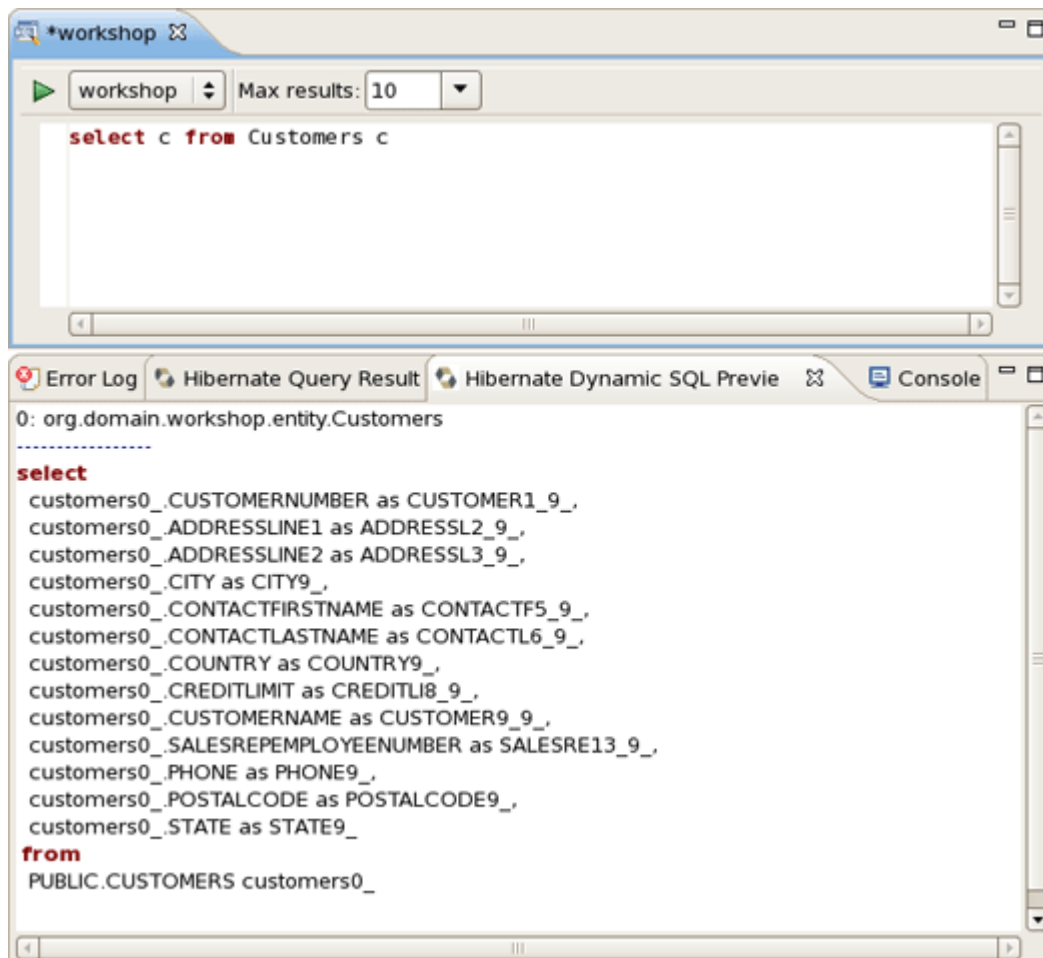 *workshop
workshop Max results: 10
select c from Customers c
Error Log Hibernate Query Result Hibernate Dynamic SQL Previe Console
0: org.domain.workshop.entity.Customers
-----------------
select
customers0_.CUSTOMERNUMBER as CUSTOMER1_9_,
customers0_.ADDRESSLINE1 as ADDRESSL2_9_,
customers0_.ADDRESSLINE2 as ADDRESSL3_9_,
customers0_.CITY as CITY9_,
customers0_.CONTACTFIRSTNAME as CONTACTF5_9_,
customers0_.CONTACTLASTNAME as CONTACTL6_9_,
customers0_.COUNTRY as COUNTRY9_,
customers0_.CREDITLIMIT as CREDITLI8_9_,
customers0_.CUSTOMERNAME as CUSTOMER9_9_,
customers0_.SALESREPEMPLOYEENUMBER as SALESRE13_9_,
customers0_.PHONE as PHONE9_,
customers0_.POSTALCODE as POSTALCODE9_,
customers0_.STATE as STATE9_
from
PUBLIC.CUSTOMERS customers0_